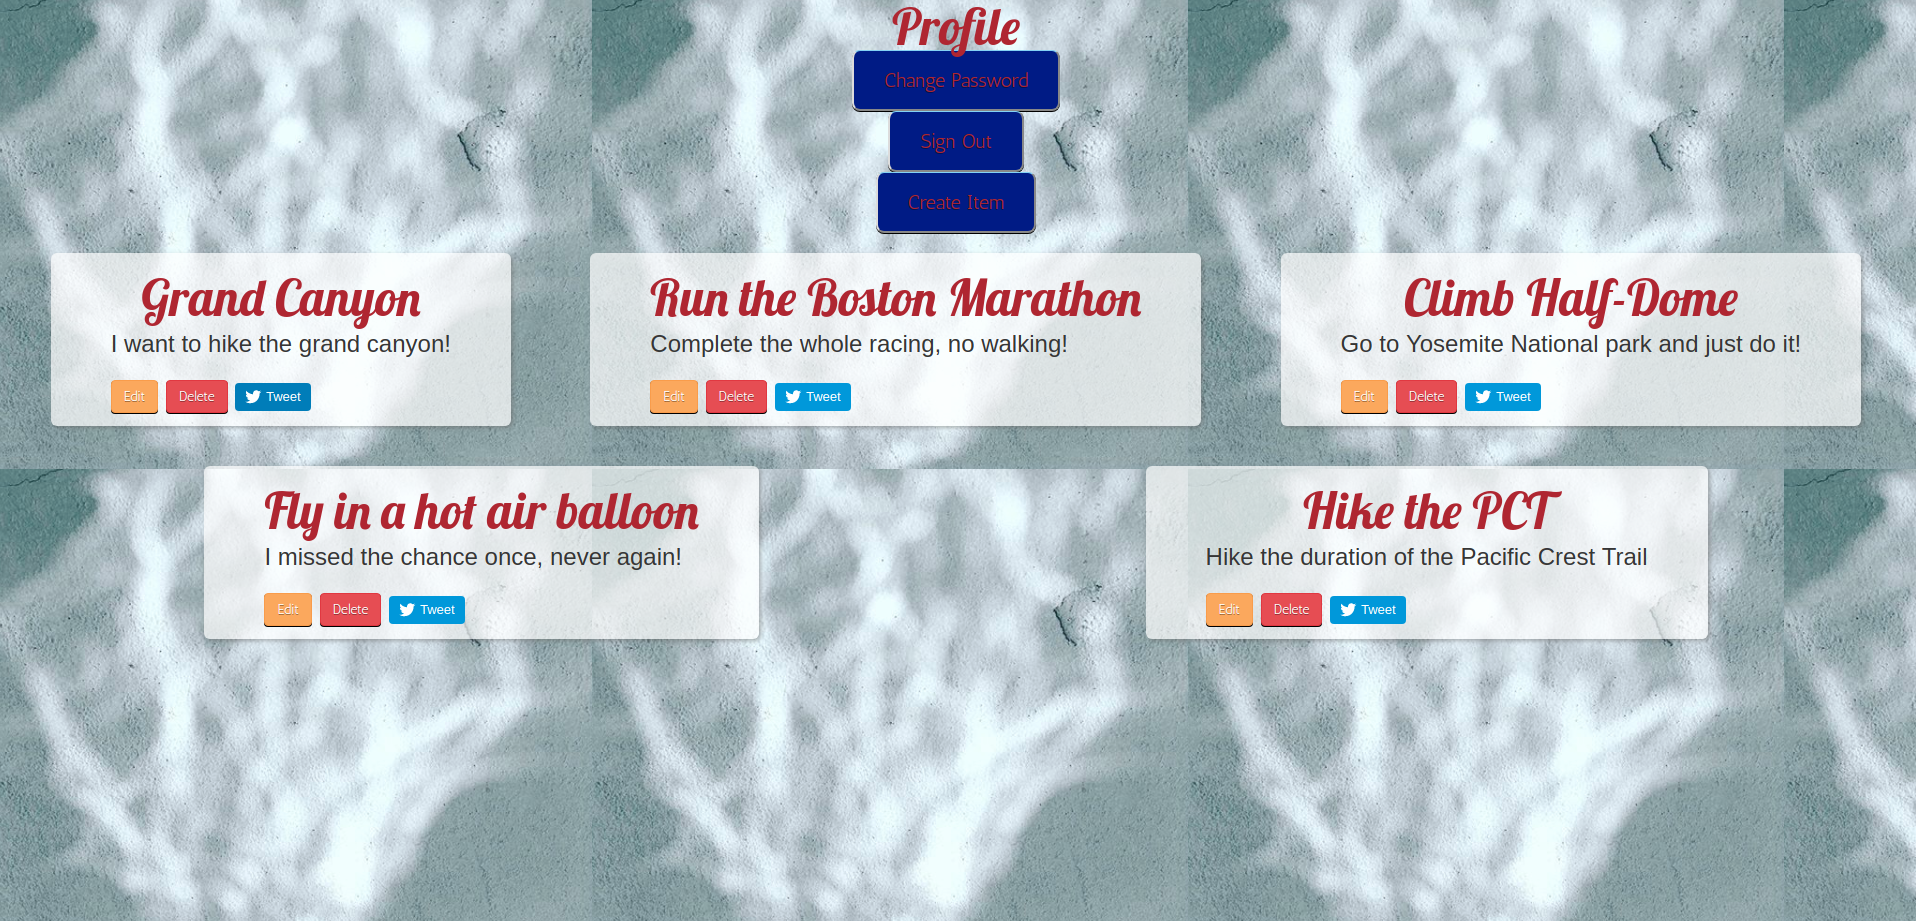 Profile
Change Password
Sign Out
Create Item
Grand Canyon
I want to hike the grand canyon!
Edit Delete Tweet
Run the Boston Marathon
Complete the whole racing, no walking!
Edit Delete Tweet
Climb Half-Dome
Go to Yosemite National park and just do it!
Edit Delete Tweet
Fly in a hot air balloon
I missed the chance once, never again!
Edit Delete Tweet
Hike the PCT
Hike the duration of the Pacific Crest Trail
Edit Delete Tweet